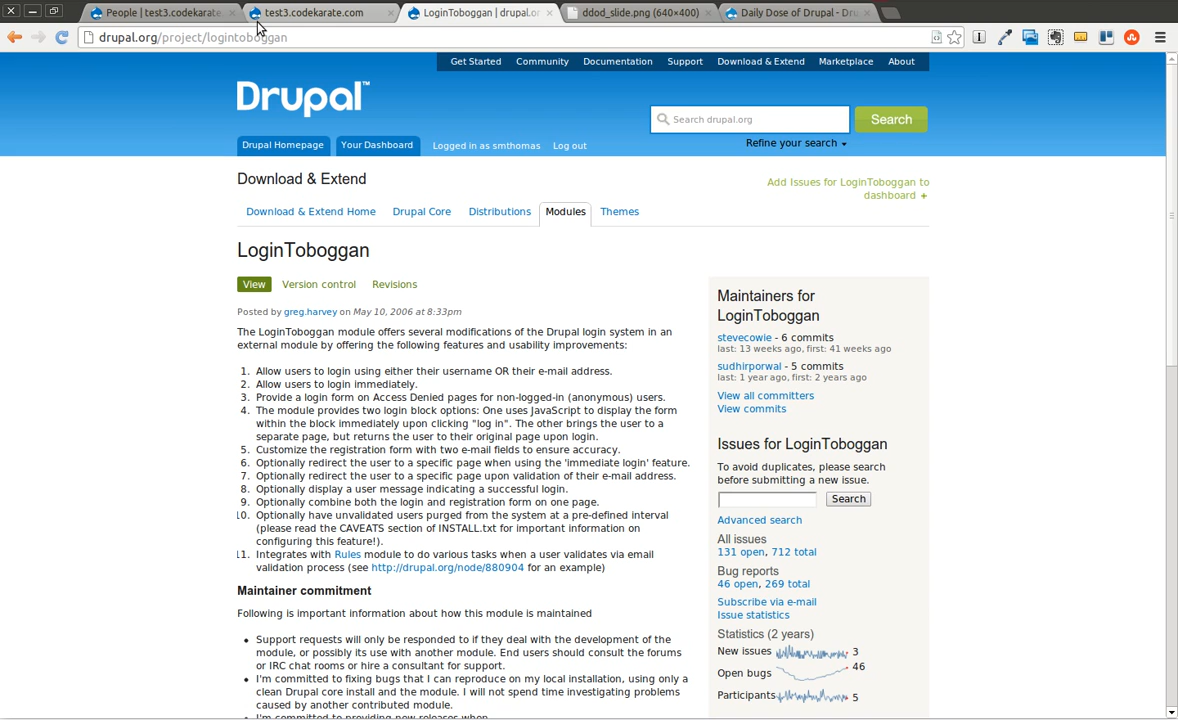 People | test3.codekarate
test3.codekarate.com
LoginToboggan | drupal.or
ddod_slide.png (640×400)
Daily Dose of Drupal - Dru
drupal.org/project/logintoboggan
Get Started Community Documentation Support Download & Extend Marketplace About
Drupal™
Search drupal.org
Search
Refine your search
Drupal Homepage Your Dashboard Logged in as smthomas Log out
Download & Extend
Add Issues for LoginToboggan to
dashboard +
Download & Extend Home Drupal Core Distributions Modules Themes
LoginToboggan
View Version control Revisions
Posted by greg.harvey on May 10, 2006 at 8:33pm
The LoginToboggan module offers several modifications of the Drupal login system in an
external module by offering the following features and usability improvements:
1. Allow users to login using either their username OR their e-mail address.
2. Allow users to login immediately.
3. Provide a login form on Access Denied pages for non-logged-in (anonymous) users.
4. The module provides two login block options: One uses JavaScript to display the form
within the block immediately upon clicking "log in". The other brings the user to a
separate page, but returns the user to their original page upon login.
5. Customize the registration form with two e-mail fields to ensure accuracy.
6. Optionally redirect the user to a specific page when using the 'immediate login' feature.
7. Optionally redirect the user to a specific page upon validation of their e-mail address.
8. Optionally display a user message indicating a successful login.
9. Optionally combine both the login and registration form on one page.
10. Optionally have unvalidated users purged from the system at a pre-defined interval
(please read the CAVEATS section of INSTALL.txt for important information on
configuring this feature!).
11. Integrates with Rules module to do various tasks when a user validates via email
validation process (see http://drupal.org/node/880904 for an example)
Maintainer commitment
Following is important information about how this module is maintained
Support requests will only be responded to if they deal with the development of the
module, or possibly its use with another module. End users should consult the forums
or IRC chat rooms or hire a consultant for support.
I'm committed to fixing bugs that I can reproduce on my local installation, using only a
clean Drupal core install and the module. I will not spend time investigating problems
caused by another contributed module.
I'm committed to providing new releases when
Maintainers for
LoginToboggan
stevecowie - 6 commits
last: 13 weeks ago, first: 41 weeks ago
sudhirporwal - 5 commits
last: 1 year ago, first: 2 years ago
View all committers
View commits
Issues for LoginToboggan
To avoid duplicates, please search
before submitting a new issue.
Search
Advanced search
All issues
131 open, 712 total
Bug reports
46 open, 269 total
Subscribe via e-mail
Issue statistics
Statistics (2 years)
New issues 3
Open bugs 46
Participants 5